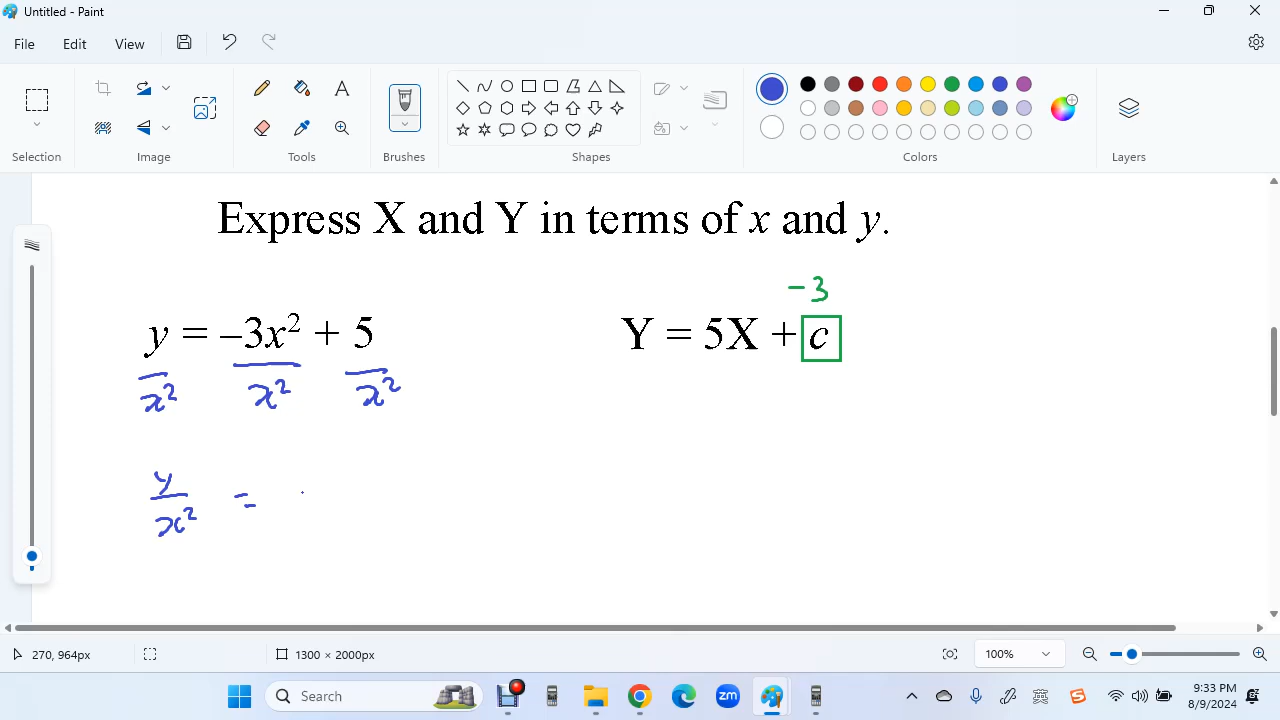 Untitled - Paint
File Edit View
Selection Image Tools Brushes Shapes Colors Layers
Express X and Y in terms of x and y.
-3
y = –3x² + 5 Y = 5X + c
x² x² x²
y
=
x²
270, 964px 1300 × 2000px 100%
Search zm 9:33 PM
8/9/2024